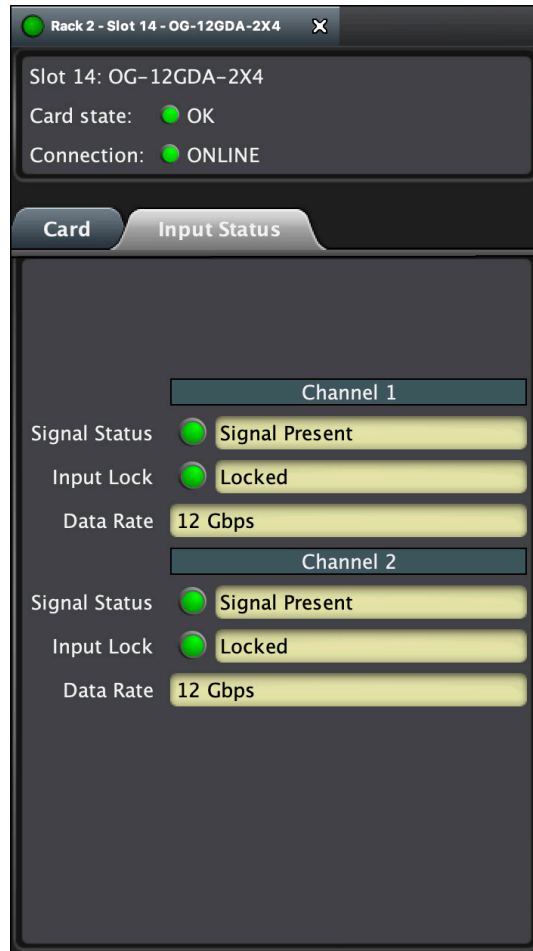 Rack 2 - Slot 14 - OG-12GDA-2X4
Slot 14: OG-12GDA-2X4
Card state: OK
Connection: ONLINE
Card Input Status
Channel 1
Signal Status Signal Present
Input Lock Locked
Data Rate 12 Gbps
Channel 2
Signal Status Signal Present
Input Lock Locked
Data Rate 12 Gbps